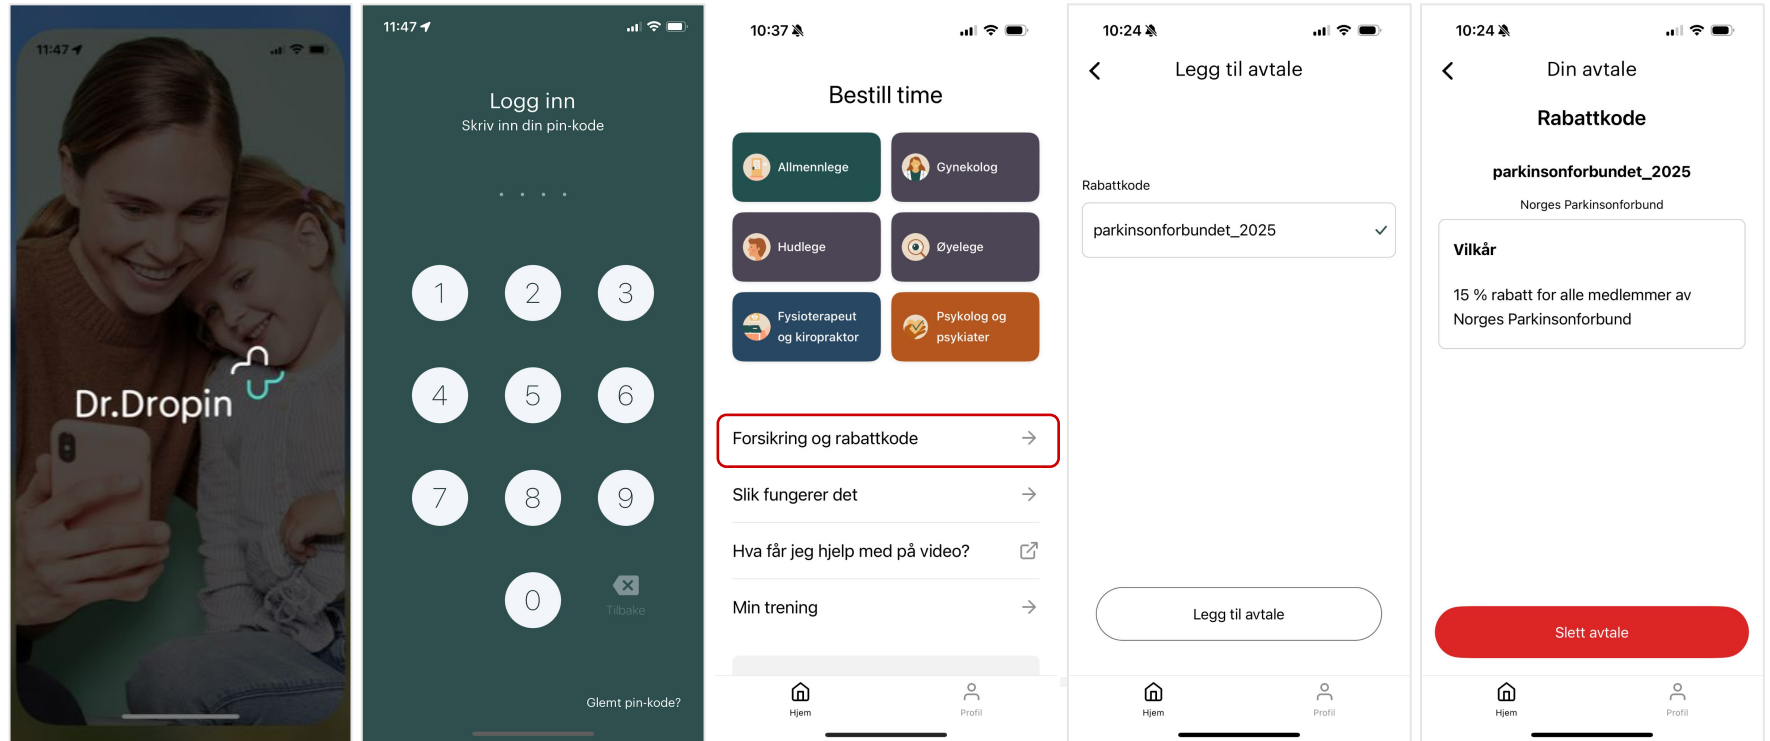 11:47
Dr.Dropin
11:47
Logg inn
Skriv inn din pin-kode
1
2
3
4
5
6
7
8
9
0
Tilbake
Glemt pin-kode?
10:37
Bestill time
Allmennlege
Gynekolog
Hudlege
Øyelege
Fysioterapeut
og kiropraktor
Psykolog og
psykiater
Forsikring og rabattkode
Slik fungerer det
Hva får jeg hjelp med på video?
Min trening
Hjem
Profil
10:24
Legg til avtale
Rabattkode
parkinsonforbundet_2025
Legg til avtale
Hjem
Profil
10:24
Din avtale
Rabattkode
parkinsonforbundet_2025
Norges Parkinsonforbund
Vilkår
15 % rabatt for alle medlemmer av
Norges Parkinsonforbund
Slett avtale
Hjem
Profil